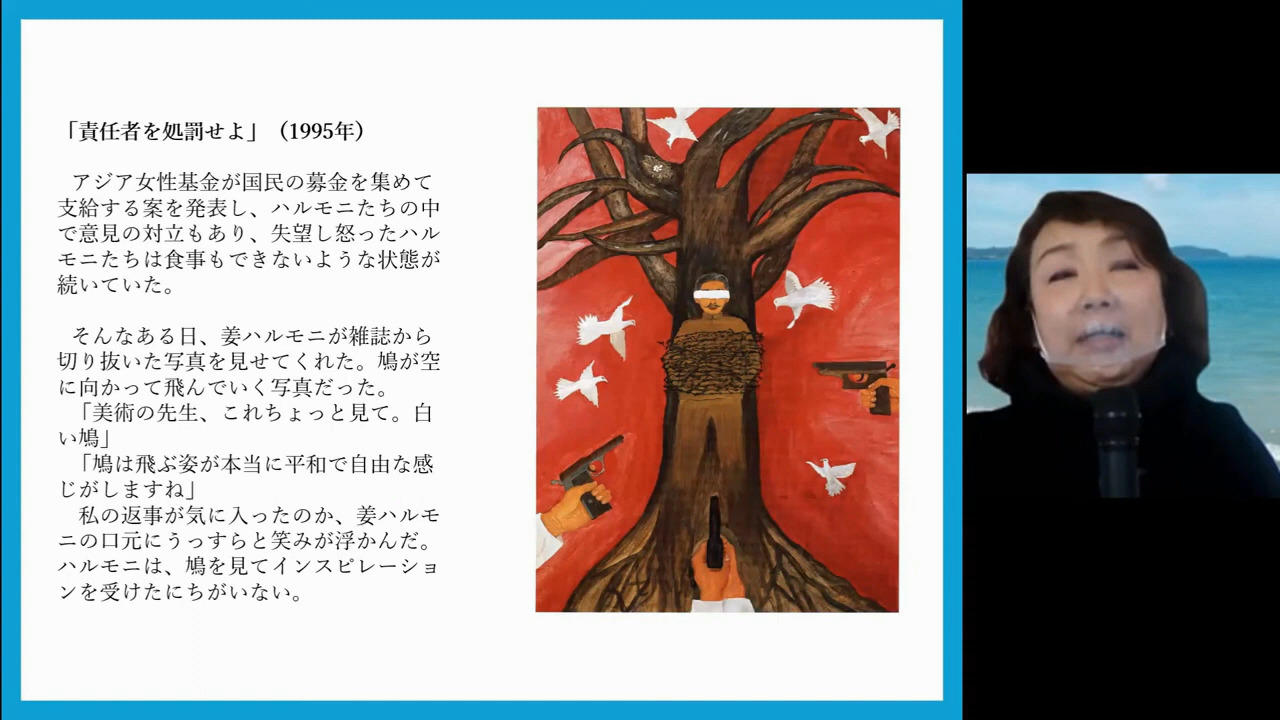 「責任者を処罰せよ」（1995年）
アジア女性基金が国民の募金を集めて
支給する案を発表し、ハルモニたちの中
で意見の対立もあり、失望し怒ったハル
モニたちは食事もできないような状態が
続いていた。
そんなある日、姜ハルモニが雑誌から
切り抜いた写真を見せてくれた。鳩が空
に向かって飛んでいく写真だった。
「美術の先生、これちょっと見て。白
い鳩」
「鳩は飛ぶ姿が本当に平和で自由な感
じがしますね」
私の返事が気に入ったのか、姜ハルモ
ニの口元にうっすらと笑みが浮かんだ。
ハルモニは、鳩を見てインスピレーショ
ンを受けたにちがいない。